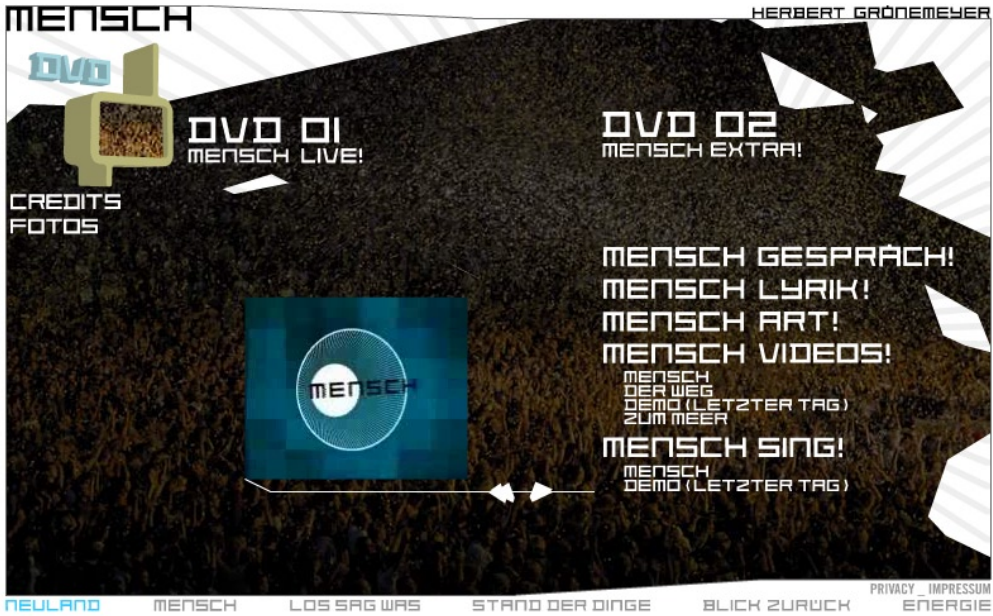 MENSCH
HERBERT GRÖNEMEYER
DVD
DVD 01
MENSCH LIVE!
DVD 02
MENSCH EXTRA!
CREDITS
FOTOS
MENSCH GESPRÄCH!
MENSCH LYRIK!
MENSCH ART!
MENSCH VIDEOS!
MENSCH
DER WEG
DEMO (LETZTER TAG)
ZUM MEER
MENSCH SING!
MENSCH
DEMO (LETZTER TAG)
MENSCH
PRIVACY _ IMPRESSUM
NEULAND MENSCH LOS SAG WAS STAND DER DINGE BLICK ZURÜCK ENERGIE